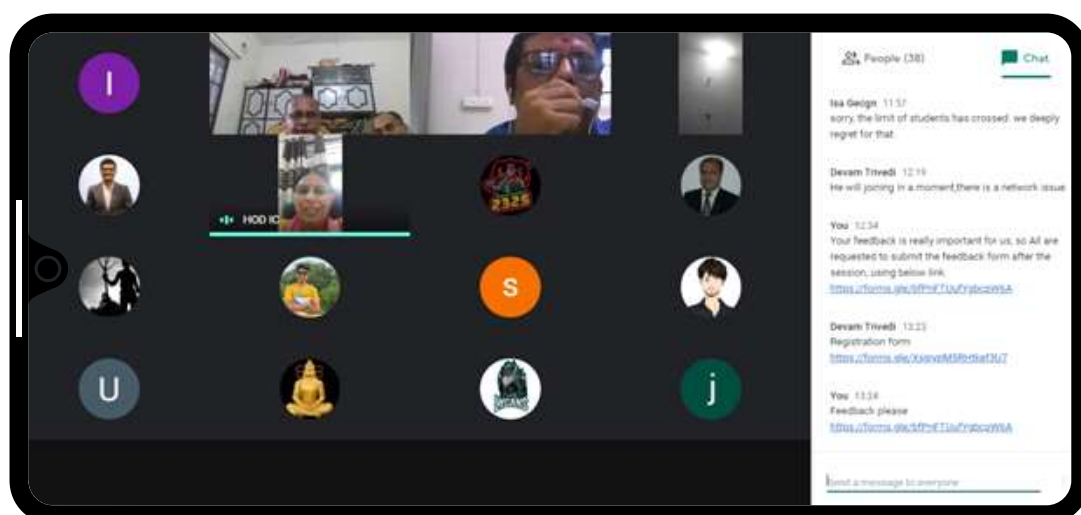 I
HOD IC
2325
S
U
j
People (38)
Chat
Isa Gecgn 11:57
sorry, the limit of students has crossed. we deeply
regret for that.
Devam Trivedi 12:19
He will joining in a moment,there is a network issue
You 12:34
Your feedback is really important for us, so All are
requested to submit the feedback form after the
session, using below link
Devam Trivedi 13:23
Registration form
You 13:24
Feedback please
Send a message to everyone